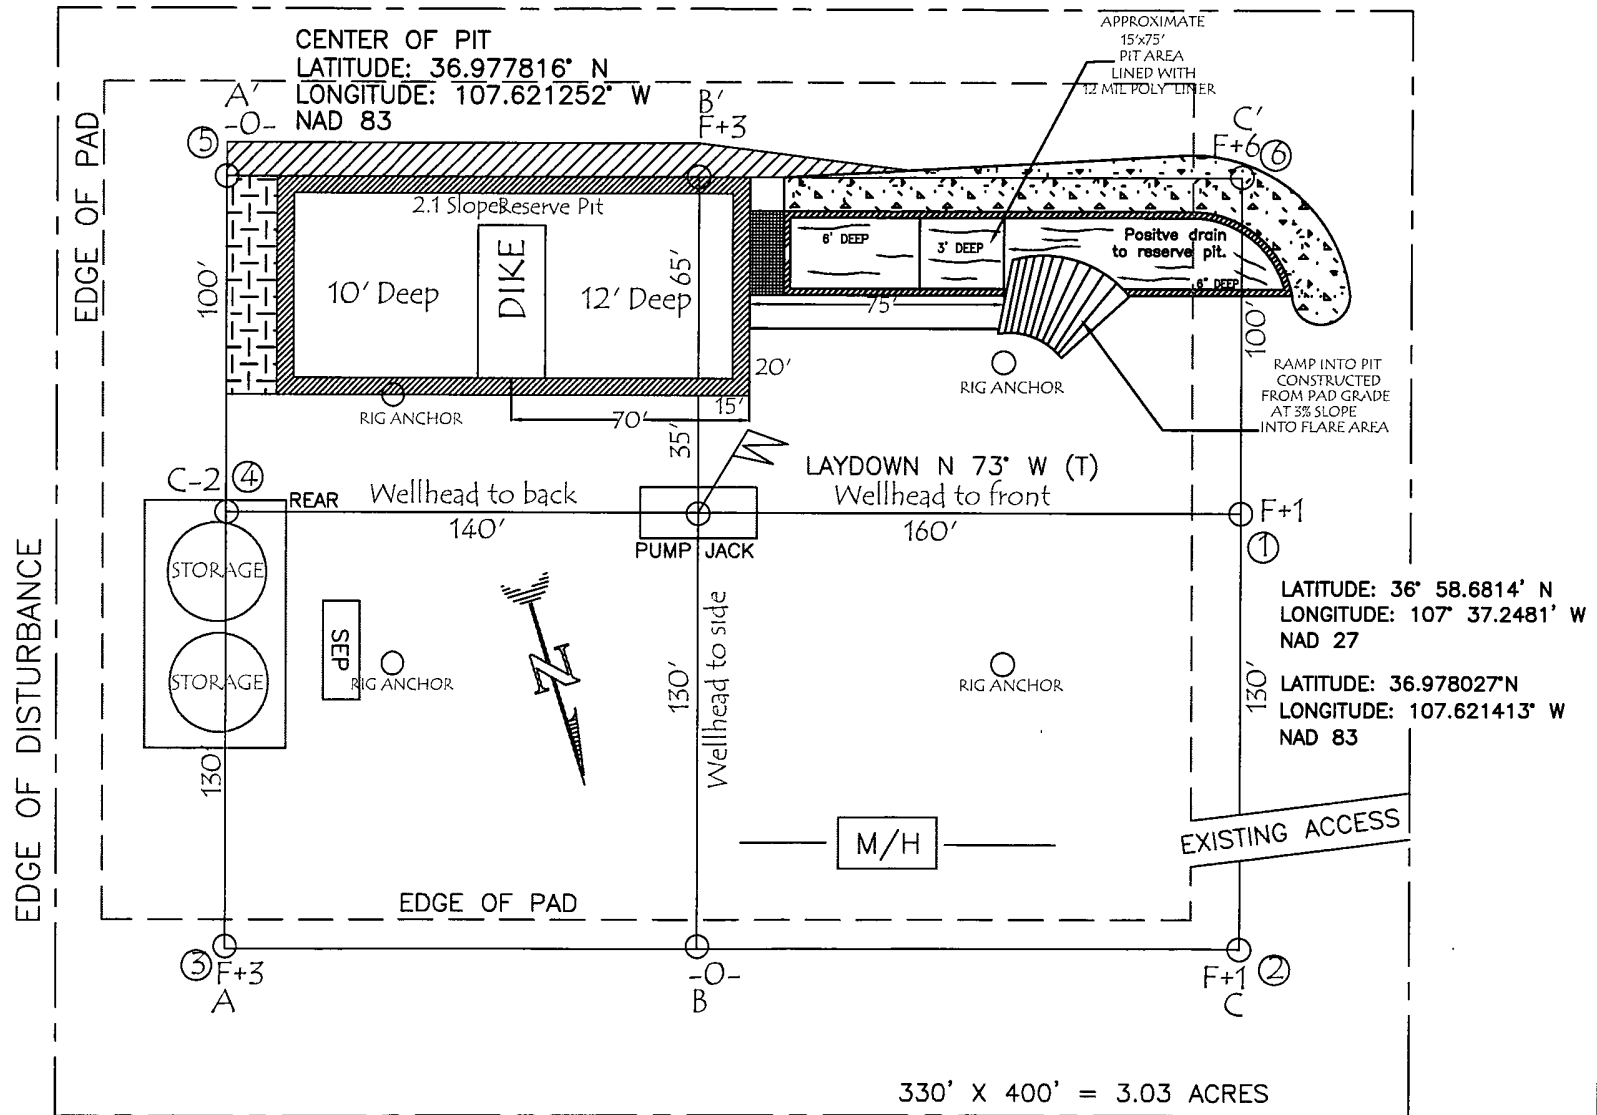 CENTER OF PIT
LATITUDE: 36.977816° N
LONGITUDE: 107.621252° W
NAD 83
APPROXIMATE
15'x75'
PIT AREA
LINED WITH
12 MIL POLY LINER
A'
-0-
⑤
B'
F+3
C'
F+6
⑥
EDGE OF PAD
2.1 Slope Reserve Pit
10' Deep
DIKE
12' Deep
65'
100'
6' DEEP
3' DEEP
Positve drain
to reserve pit.
6" DEEP
75'
100'
20'
15'
70'
35'
RIG ANCHOR
RIG ANCHOR
RAMP INTO PIT
CONSTRUCTED
FROM PAD GRADE
AT 3% SLOPE
INTO FLARE AREA
C-2
④
REAR
Wellhead to back
140'
LAYDOWN N 73° W (T)
Wellhead to front
160'
F+1
①
PUMP JACK
STORAGE
STORAGE
SEP
RIG ANCHOR
N
Wellhead to side
130'
RIG ANCHOR
130'
130'
LATITUDE: 36° 58.6814' N
LONGITUDE: 107° 37.2481' W
NAD 27
LATITUDE: 36.978027°N
LONGITUDE: 107.621413° W
NAD 83
EDGE OF DISTURBANCE
M/H
EXISTING ACCESS
EDGE OF PAD
③
F+3
A
-0-
B
F+1
②
C
330' X 400' = 3.03 ACRES